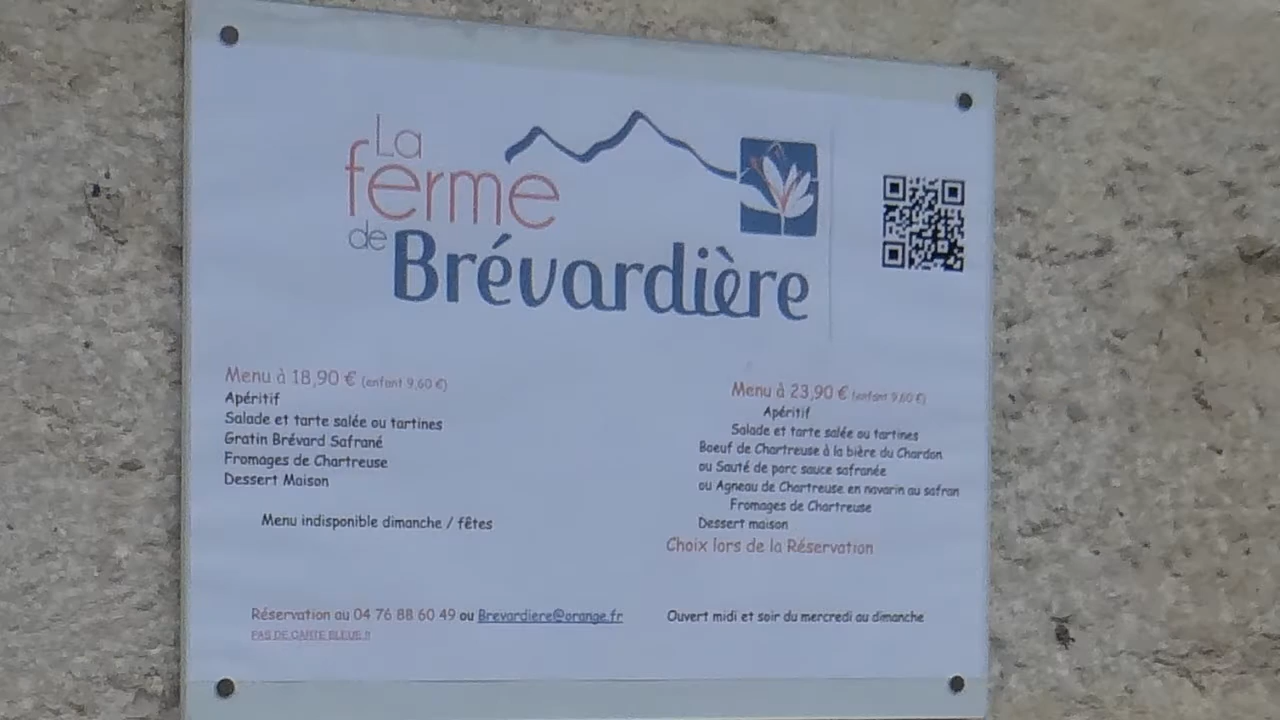 La
ferme
de Brévardière
Menu à 18,90 € (enfant 9,60 €)
Apéritif
Salade et tarte salée ou tartines
Gratin Brévard Safrané
Fromages de Chartreuse
Dessert Maison
Menu indisponible dimanche / fêtes
Menu à 23,90 € (enfant 9,60 €)
Apéritif
Salade et tarte salée ou tartines
Boeuf de Chartreuse à la bière du Chardon
ou Sauté de porc sauce safranée
ou Agneau de Chartreuse en navarin au safran
Fromages de Chartreuse
Dessert maison
Choix lors de la Réservation
Réservation au 04 76 88 60 49 ou Brevardiere@orange.fr
PAS DE CARTE BLEUE !!
Ouvert midi et soir du mercredi au dimanche